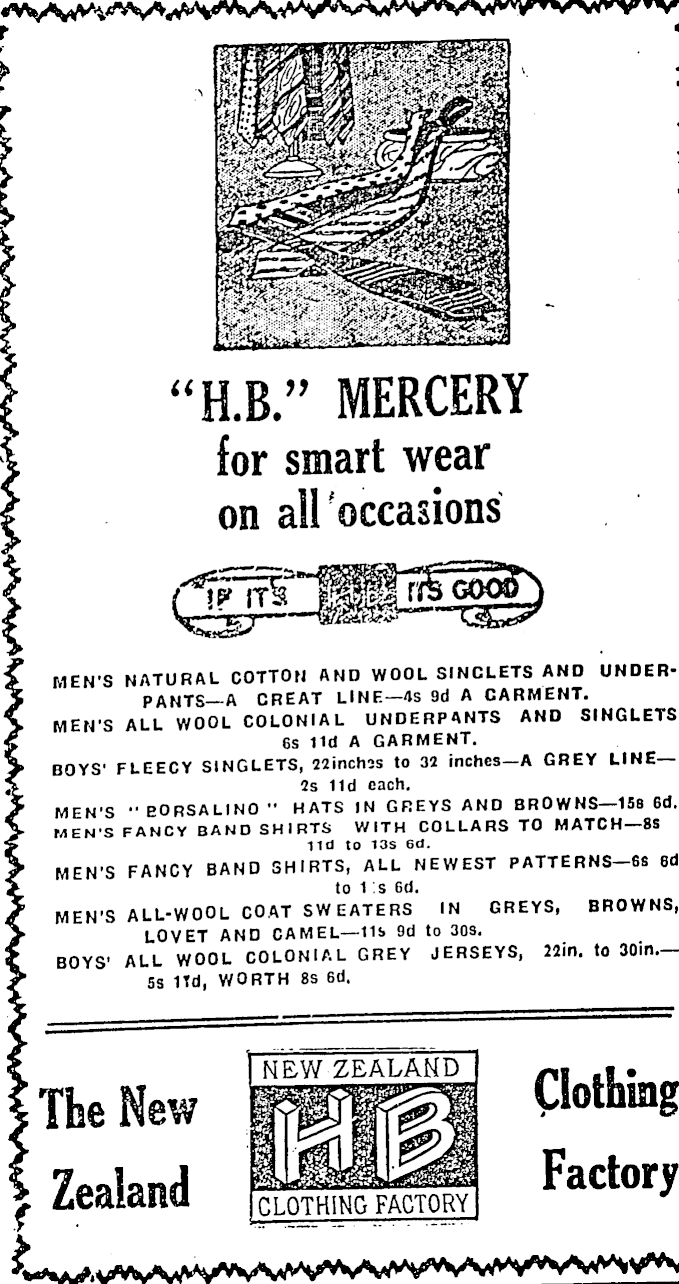 "H.B." MERCERY
for smart wear
on all occasions
IF ITS H.B. ITS GOOD
MEN'S NATURAL COTTON AND WOOL SINGLETS AND UNDER-
PANTS—A GREAT LINE—4s 9d A GARMENT.
MEN'S ALL WOOL COLONIAL UNDERPANTS AND SINGLETS
6s 11d A GARMENT.
BOYS' FLEECY SINGLETS, 22inches to 32 inches—A GREY LINE—
2s 11d each.
MEN'S "BORSALINO" HATS IN GREYS AND BROWNS—15s 6d.
MEN'S FANCY BAND SHIRTS WITH COLLARS TO MATCH—8s
11d to 13s 6d.
MEN'S FANCY BAND SHIRTS, ALL NEWEST PATTERNS—6s 6d
to 6d.
MEN'S ALL-WOOL COAT SWEATERS IN GREYS, BROWNS,
LOVET AND CAMEL—11s 9d to 30s.
BOYS' ALL WOOL COLONIAL GREY JERSEYS, 22in. to 30in.—
5s 11d, WORTH 8s 6d.
The New Zealand
NEW ZEALAND
HB
CLOTHING FACTORY
Clothing Factory